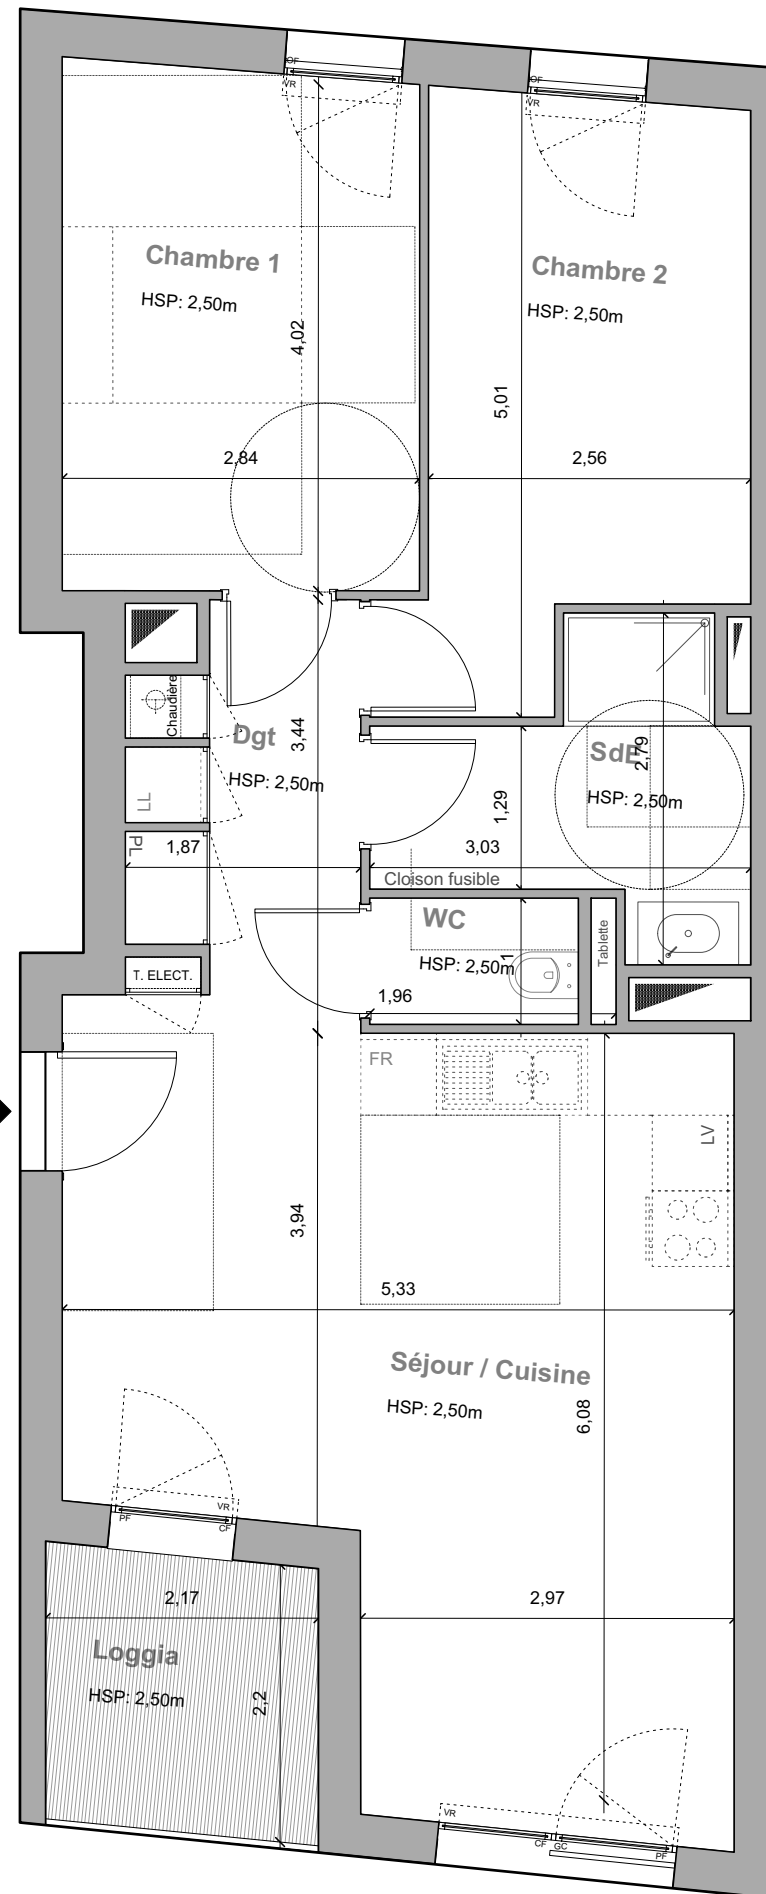 OF
VR
OF
VR
Chambre 1
HSP: 2,50m
Chambre 2
HSP: 2,50m
4,02
5,01
2,84
2,56
Chaudière
Dgt
HSP: 2,50m
3,44
SdE
HSP: 2,50m
2,79
LL
PL
1,87
1,29
3,03
Cloison fusible
WC
HSP: 2,50m
1
Tablette
T. ELECT.
1,96
2
FR
LV
3,94
5,33
Séjour / Cuisine
HSP: 2,50m
6,08
VR
PF
CF
2,17
2,97
Loggia
HSP: 2,50m
2,2
VR
CF
GC
PF